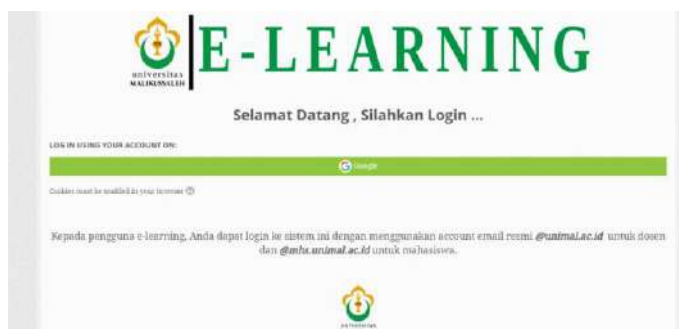 universitas
MALIKUSSALEH
E-LEARNING
Selamat Datang , Silahkan Login ...
LOG IN USING YOUR ACCOUNT ON:
Google
Cookies must be enabled in your browser
Kepada pengguna e-learning, Anda dapat login ke sistem ini dengan menggunakan account email resmi @unimal.ac.id untuk dosen
dan @mhs.unimal.ac.id untuk mahasiswa.
universitas